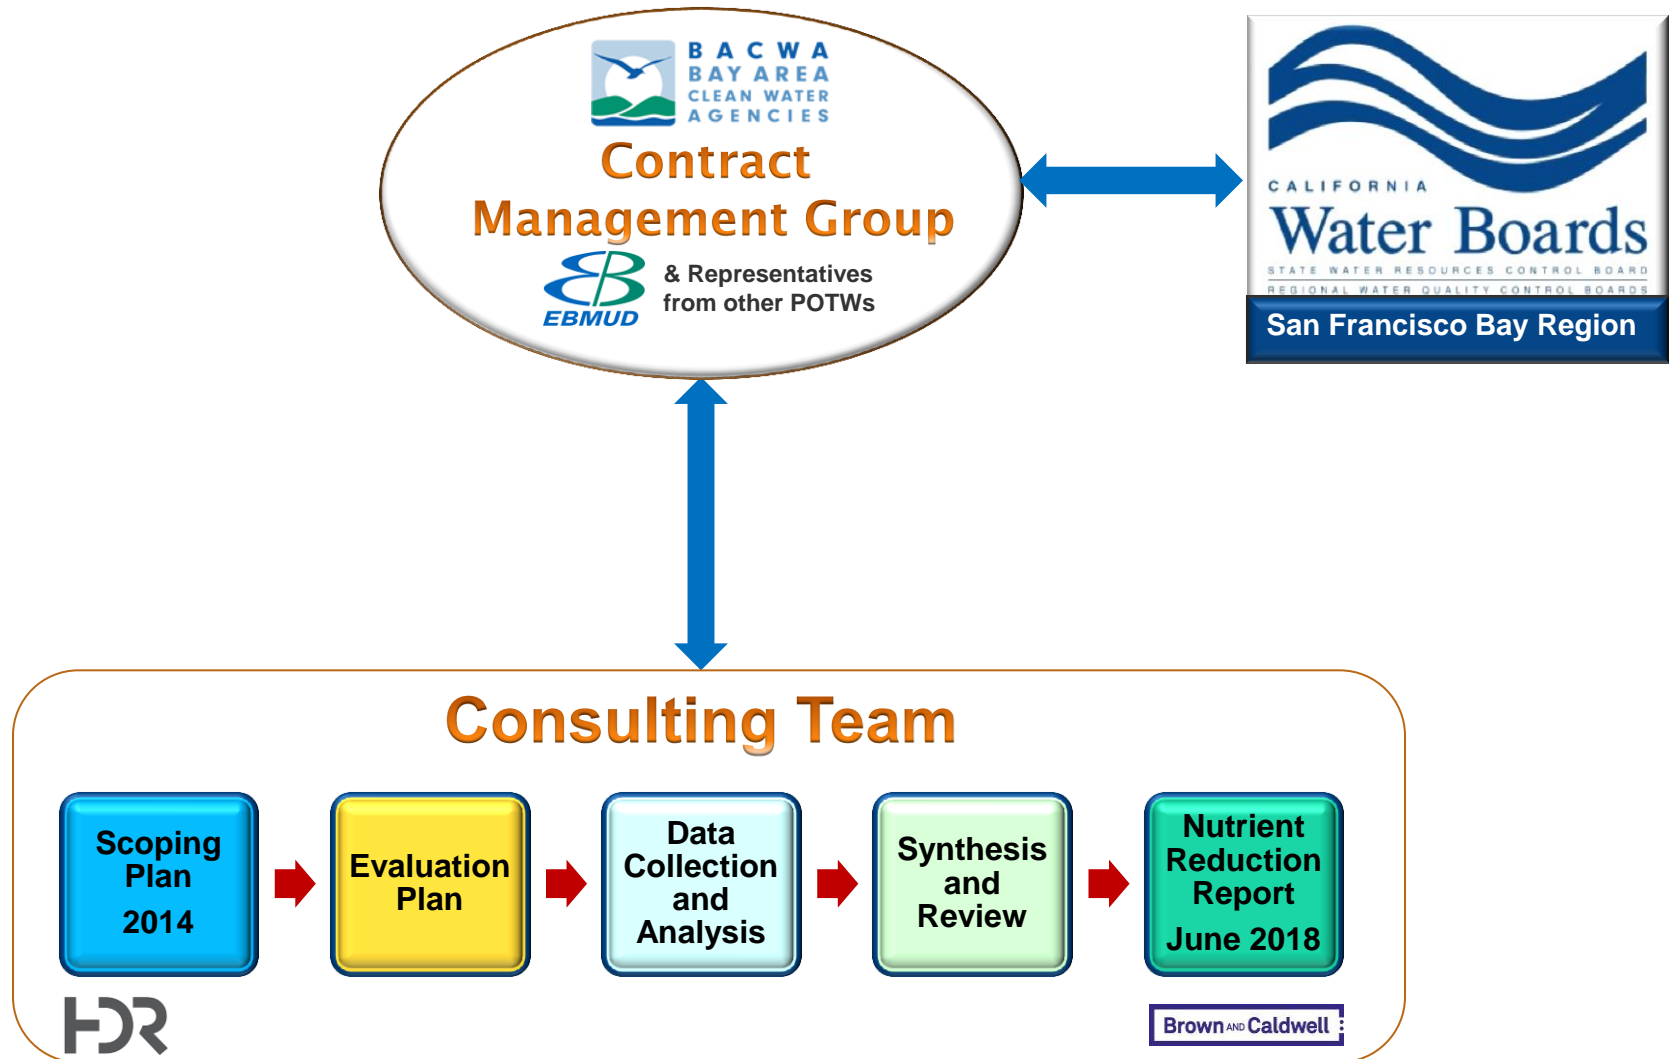 BACWA
BAY AREA
CLEAN WATER
AGENCIES
Contract
Management Group
EBMUD
& Representatives
from other POTWs
CALIFORNIA
Water Boards
STATE WATER RESOURCES CONTROL BOARD
REGIONAL WATER QUALITY CONTROL BOARDS
San Francisco Bay Region
Consulting Team
Scoping
Plan
2014
Evaluation
Plan
Data
Collection
and
Analysis
Synthesis
and
Review
Nutrient
Reduction
Report
June 2018
HDR
Brown AND Caldwell